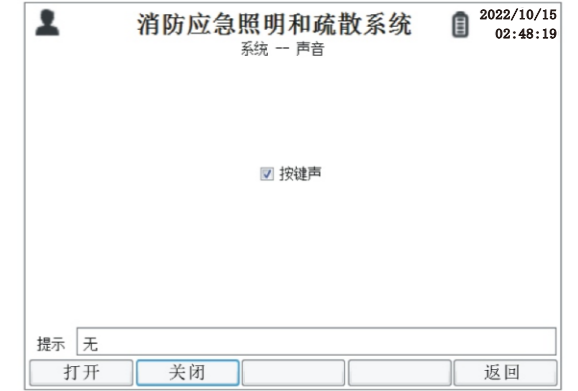 消防应急照明和疏散系统
2022/10/15
02:48:19
系统 -- 声音
按键声
提示 无
打开 关闭 返回